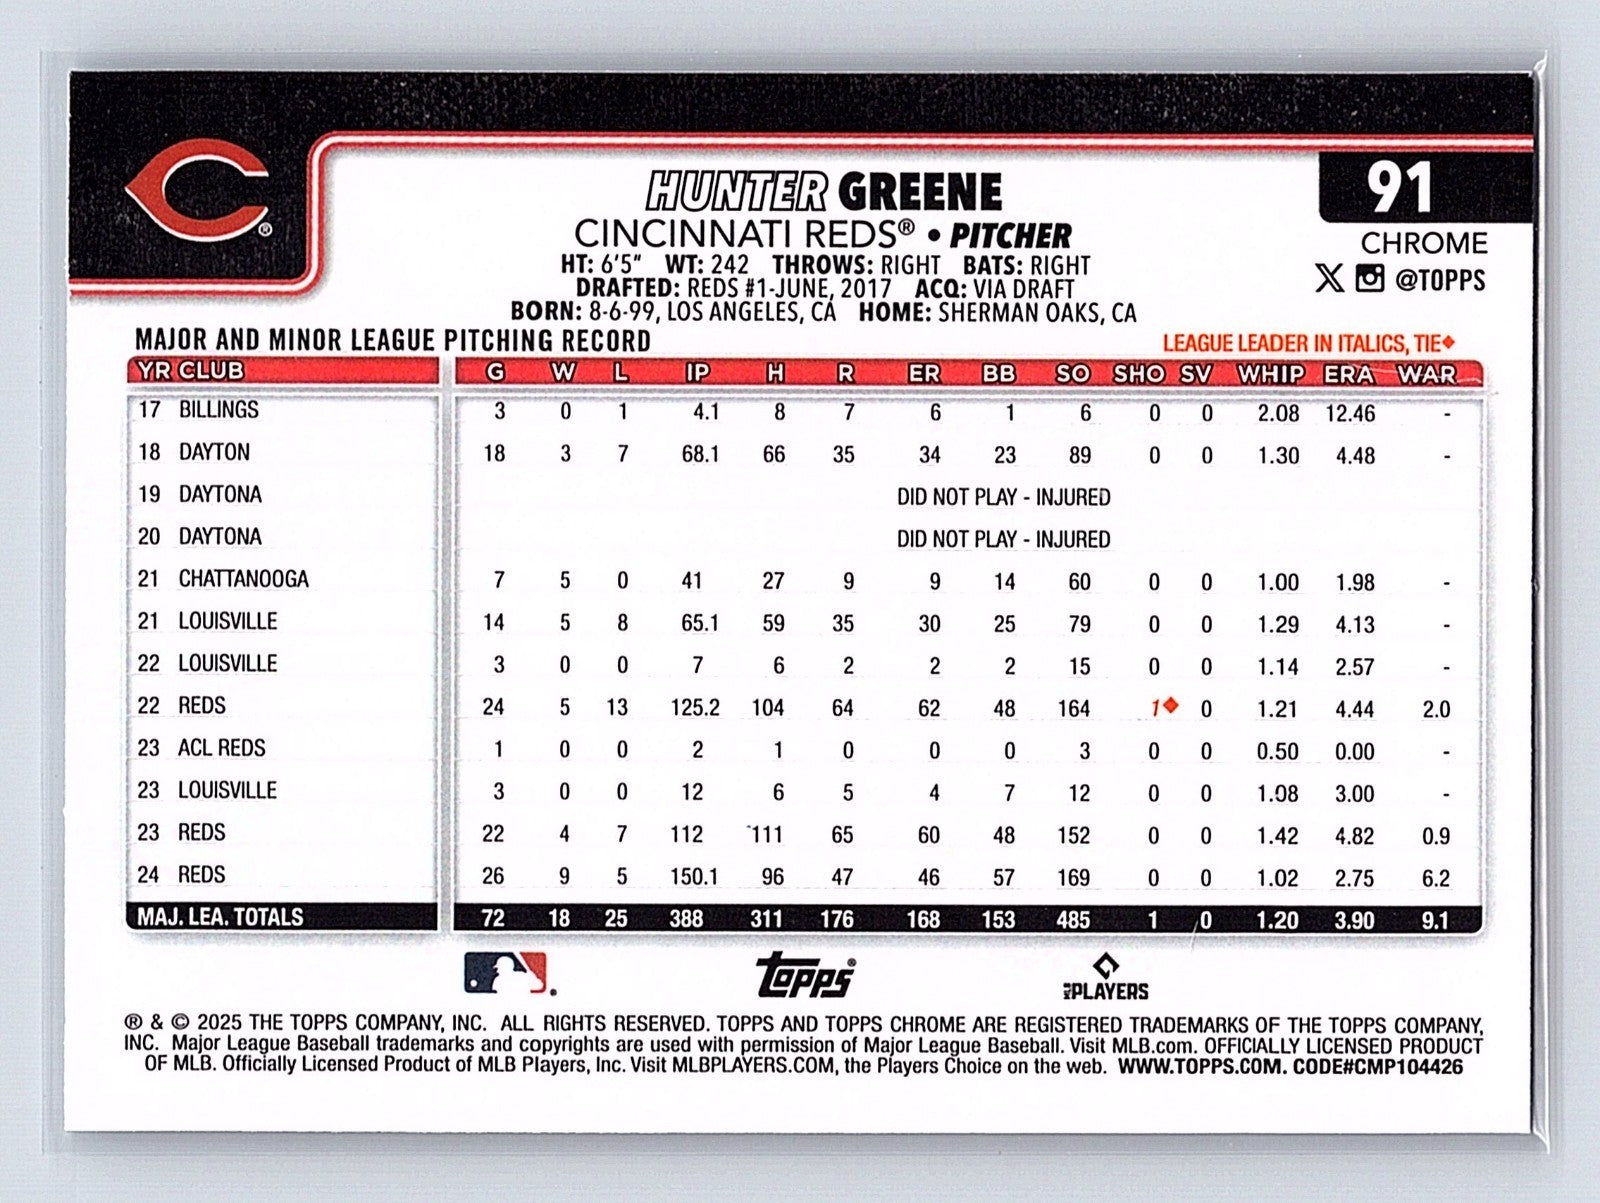 91
HUNTER GREENE
CINCINNATI REDS® • PITCHER
CHROME
HT: 6'5" WT: 242 THROWS: RIGHT BATS: RIGHT
@TOPPS
DRAFTED: REDS #1-JUNE, 2017 ACQ: VIA DRAFT
BORN: 8-6-99, LOS ANGELES, CA HOME: SHERMAN OAKS, CA
MAJOR AND MINOR LEAGUE PITCHING RECORD LEAGUE LEADER IN ITALICS, TIE◆
YR CLUB G W L IP H R ER BB SO SHO SV WHIP ERA WAR
17 BILLINGS 3 0 1 4.1 8 7 6 1 6 0 0 2.08 12.46 -
18 DAYTON 18 3 7 68.1 66 35 34 23 89 0 0 1.30 4.48 -
19 DAYTONA DID NOT PLAY - INJURED
20 DAYTONA DID NOT PLAY - INJURED
21 CHATTANOOGA 7 5 0 41 27 9 9 14 60 0 0 1.00 1.98 -
21 LOUISVILLE 14 5 8 65.1 59 35 30 25 79 0 0 1.29 4.13 -
22 LOUISVILLE 3 0 0 7 6 2 2 2 15 0 0 1.14 2.57 -
22 REDS 24 5 13 125.2 104 64 62 48 164 1◆ 0 1.21 4.44 2.0
23 ACL REDS 1 0 0 2 1 0 0 0 3 0 0 0.50 0.00 -
23 LOUISVILLE 3 0 0 12 6 5 4 7 12 0 0 1.08 3.00 -
23 REDS 22 4 7 112 111 65 60 48 152 0 0 1.42 4.82 0.9
24 REDS 26 9 5 150.1 96 47 46 57 169 0 0 1.02 2.75 6.2
MAJ. LEA. TOTALS 72 18 25 388 311 176 168 153 485 1 0 1.20 3.90 9.1
TOPPS® MLBPLAYERS
® & © 2025 THE TOPPS COMPANY, INC. ALL RIGHTS RESERVED. TOPPS AND TOPPS CHROME ARE REGISTERED TRADEMARKS OF THE TOPPS COMPANY,
INC. Major League Baseball trademarks and copyrights are used with permission of Major League Baseball. Visit MLB.com. OFFICIALLY LICENSED PRODUCT
OF MLB. Officially Licensed Product of MLB Players, Inc. Visit MLBPLAYERS.COM, the Players Choice on the web. WWW.TOPPS.COM. CODE#CMP104426